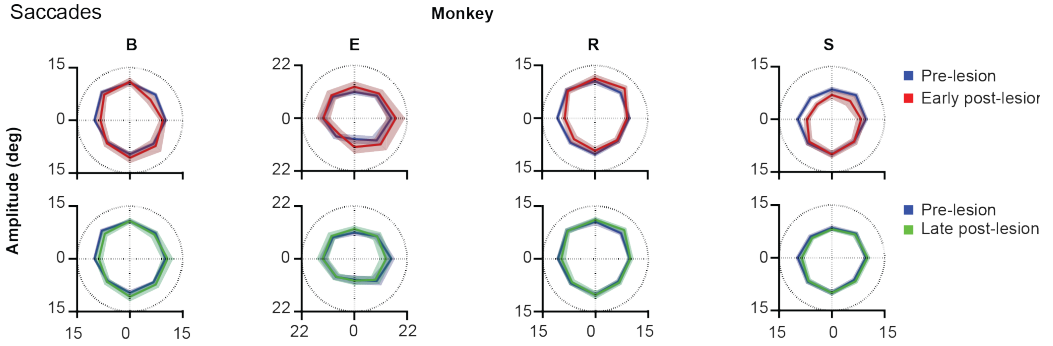 Saccades
Monkey
B E R S
15 22 15 15
Pre-lesion
Early post-lesion
0 0 0 0
15 22 15 15
Amplitude (deg)
15 22 15 15
Pre-lesion
Late post-lesion
0 0 0 0
15 22 15 15
15 0 15 22 0 22 15 0 15 15 0 15